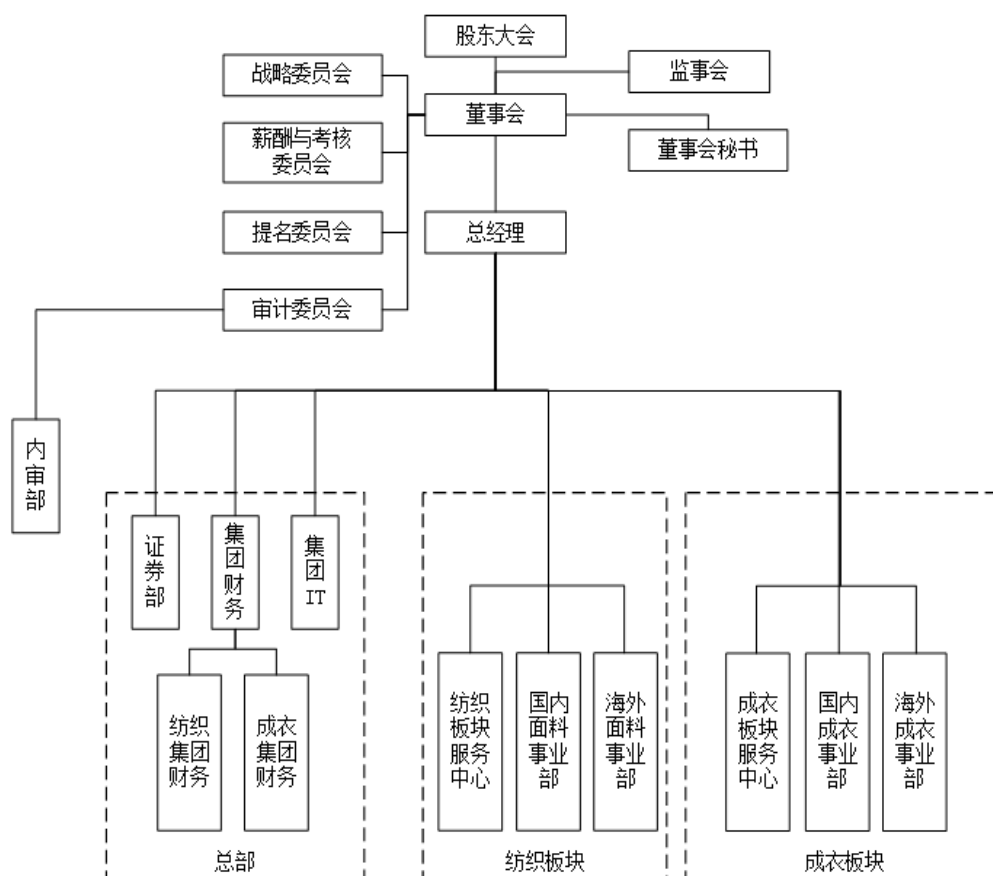 股东大会
战略委员会
监事会
董事会
薪酬与考核
委员会
董事会秘书
提名委员会
总经理
审计委员会
内审部
证券部
集团财务
集团IT
纺织集团财务
成衣集团财务
纺织板块服务中心
国内面料事业部
海外面料事业部
成衣板块服务中心
国内成衣事业部
海外成衣事业部
总部
纺织板块
成衣板块